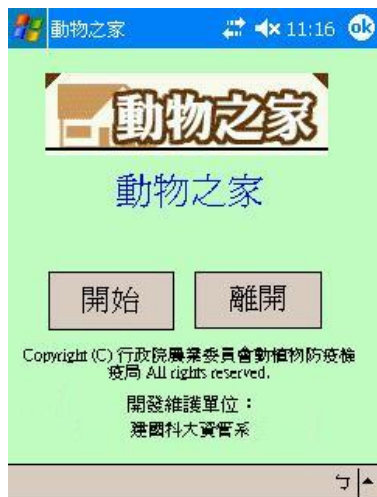 動物之家 11:16 ok
動物之家
動物之家
開始 離開
Copyright (C) 行政院農業委員會動植物防疫檢
疫局 All rights reserved.
開發維護單位：
建國科大資管系
ㄅ